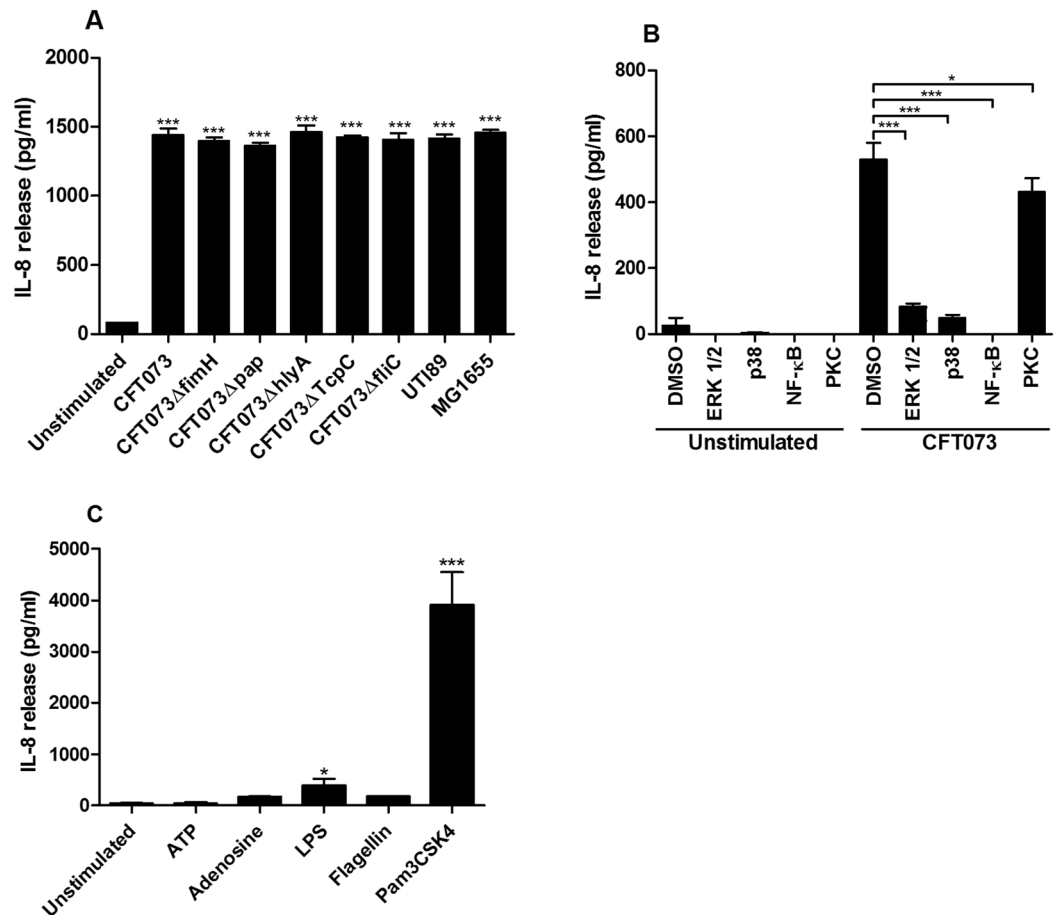 A
IL-8 release (pg/ml)
2000
1500
1000
500
0
***
***
***
***
***
***
***
***
Unstimulated
CFT073
CFT073ΔfimH
CFT073Δpap
CFT073ΔhlyA
CFT073ΔTcpC
CFT073ΔfliC
UTI89
MG1655
B
IL-8 release (pg/ml)
800
600
400
200
0
*
***
***
***
DMSO
ERK 1/2
p38
NF-κB
PKC
DMSO
ERK 1/2
p38
NF-κB
PKC
Unstimulated
CFT073
C
IL-8 release (pg/ml)
5000
4000
3000
2000
1000
0
*
***
Unstimulated
ATP
Adenosine
LPS
Flagellin
Pam3CSK4